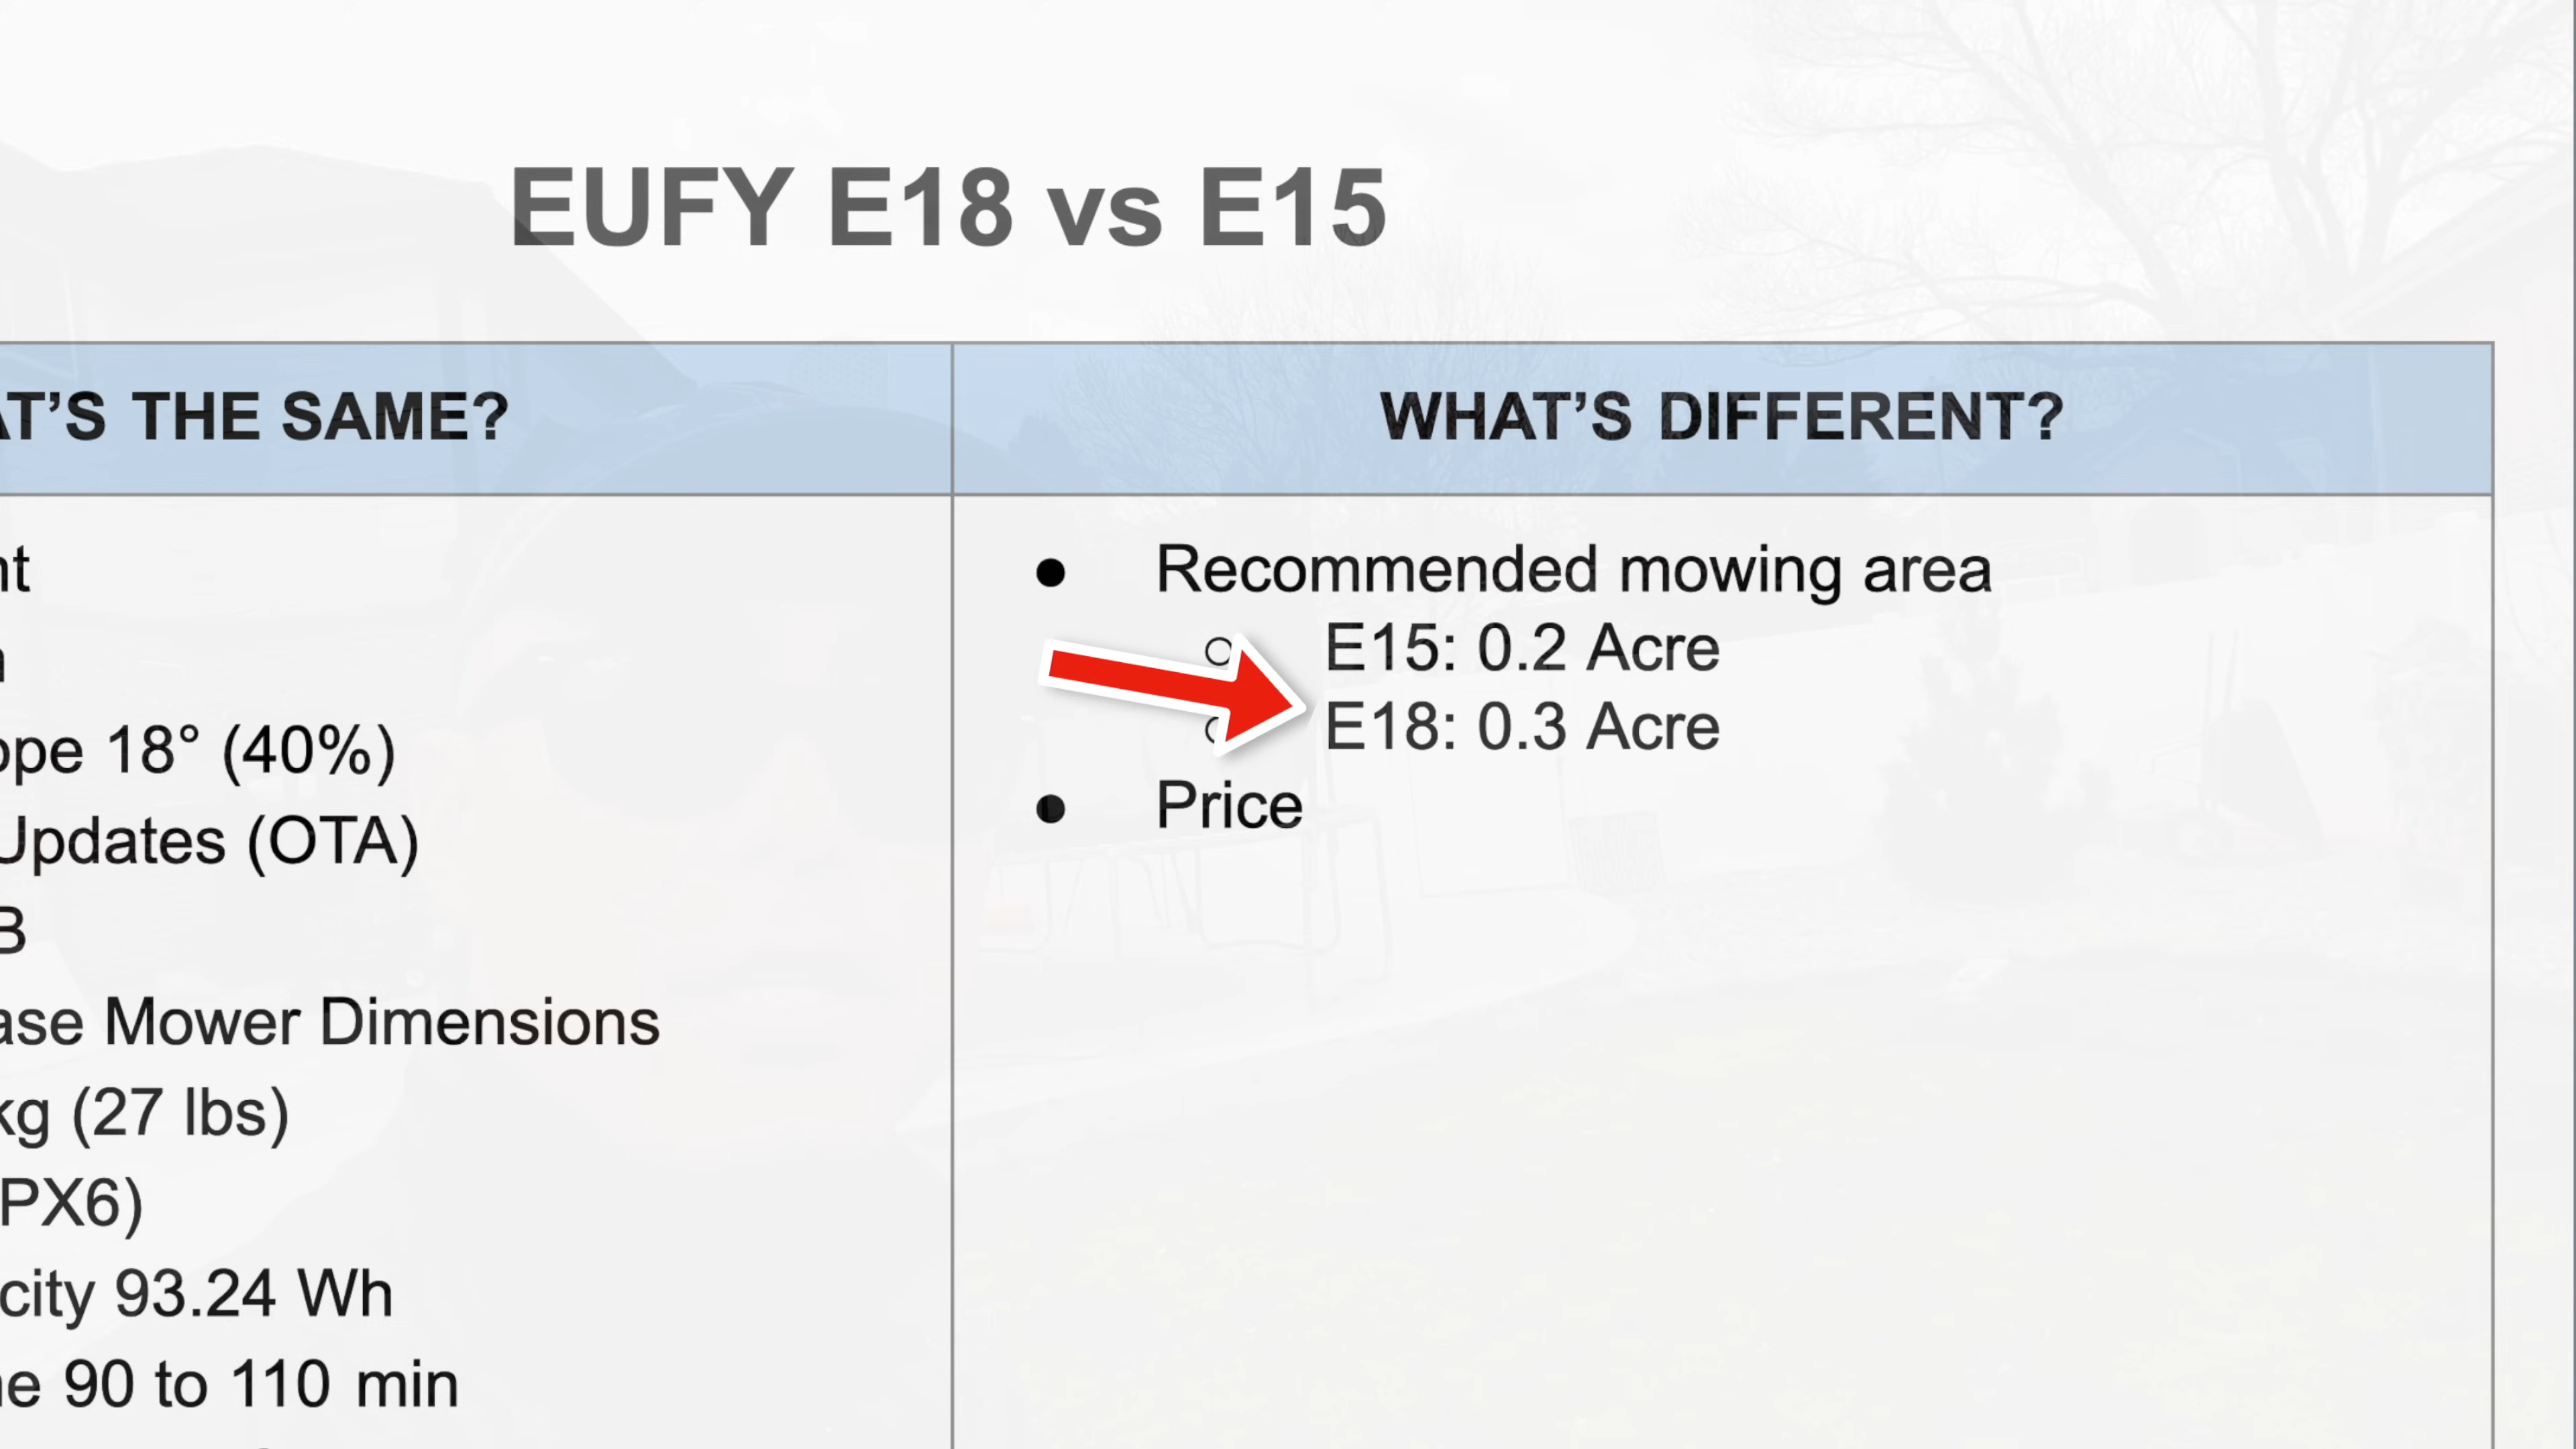 EUFY E18 vs E15
AT'S THE SAME?
nt
ope 18° (40%)
Updates (OTA)
B
ase Mower Dimensions
kg (27 lbs)
PX6)
city 93.24 Wh
e 90 to 110 min
WHAT'S DIFFERENT?
● Recommended mowing area
○ E15: 0.2 Acre
○ E18: 0.3 Acre
● Price